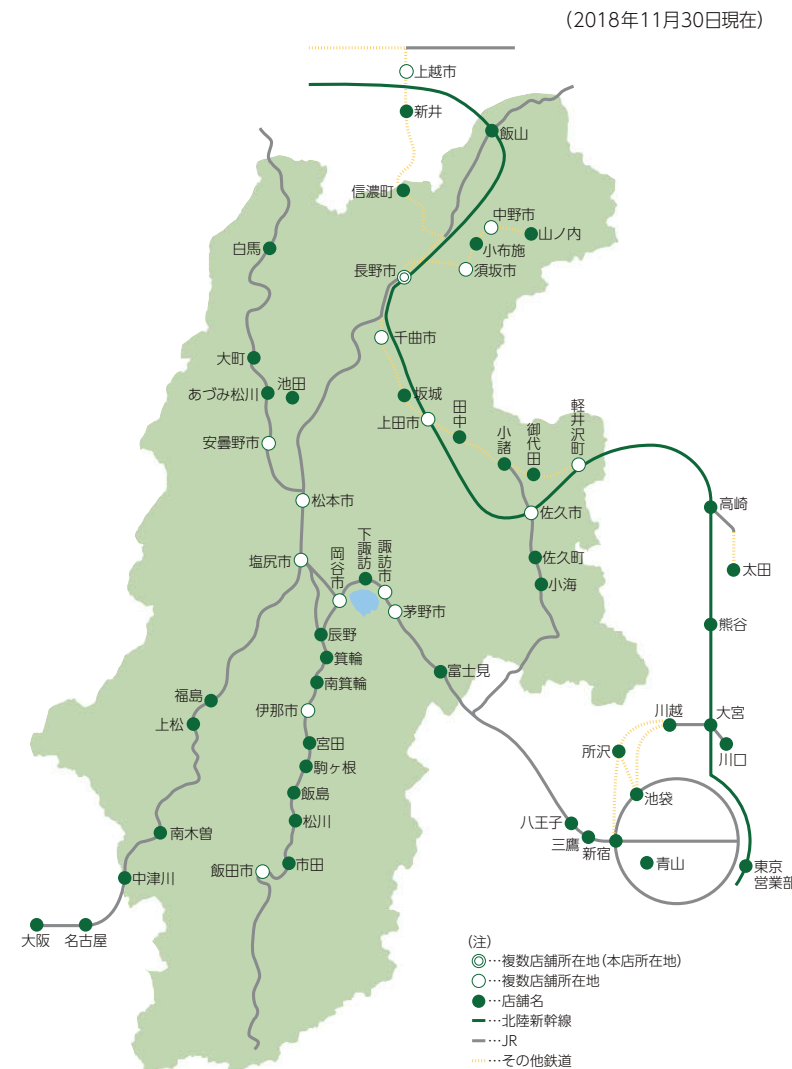 (2018年11月30日現在)
上越市
新井
飯山
信濃町
中野市
山ノ内
小布施
白馬
長野市
須坂市
千曲市
大町
池田
あづみ松川
坂城
田中
軽井沢町
上田市
小諸
御代田
安曇野市
松本市
高崎
佐久市
塩尻市
岡谷市
下諏訪
諏訪市
佐久町
太田
小海
茅野市
熊谷
辰野
箕輪
富士見
南箕輪
福島
伊那市
上松
川越
大宮
宮田
所沢
川口
駒ヶ根
飯島
池袋
松川
八王子
南木曽
三鷹
新宿
市田
青山
飯田市
東京
営業部
中津川
大阪
名古屋
(注)
◎…複数店舗所在地(本店所在地)
○…複数店舗所在地
●…店舗名
…北陸新幹線
…JR
…その他鉄道